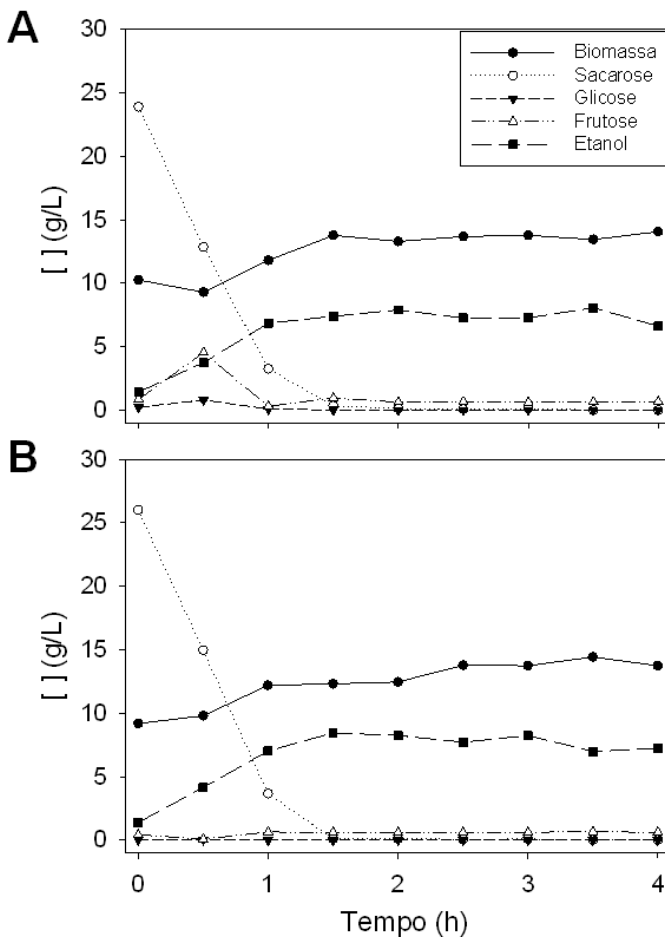 A
30
25
20
15
10
5
0
[ ] (g/L)
Biomassa
Sacarose
Glicose
Frutose
Etanol
B
30
25
20
15
10
5
0
[ ] (g/L)
0 1 2 3 4
Tempo (h)